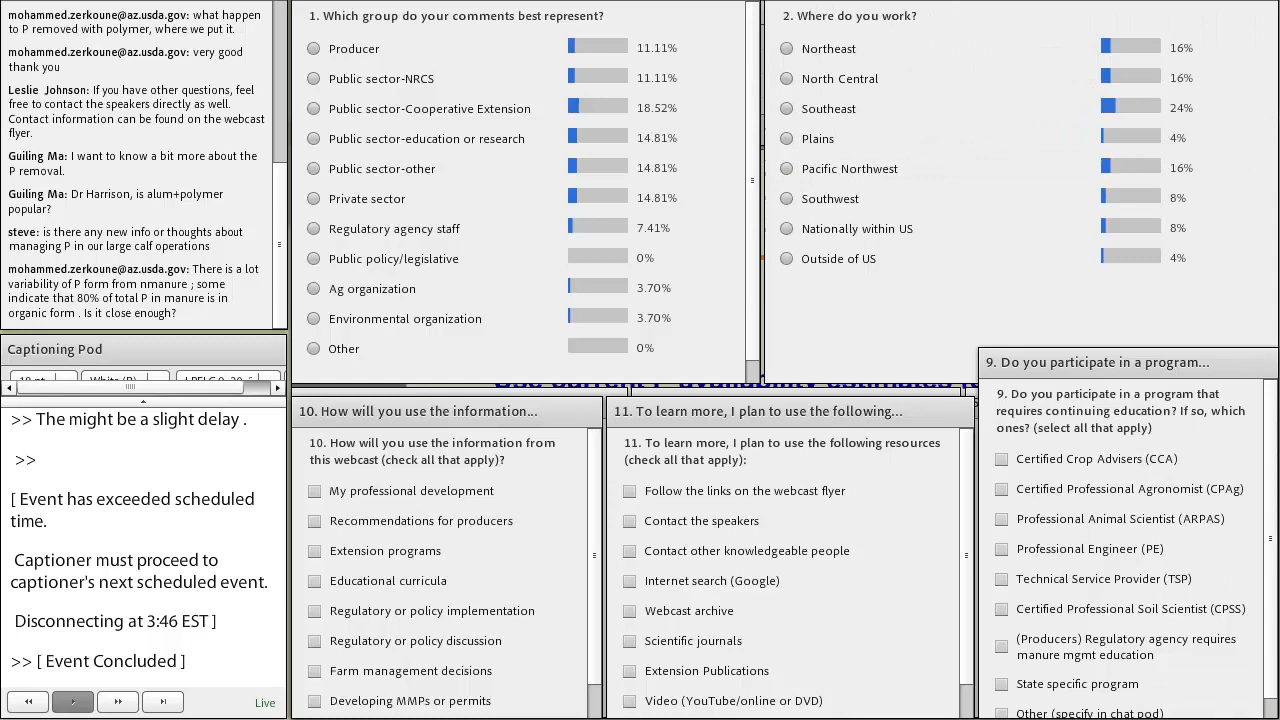 mohammed.zerkoune@az.usda.gov: what happen
to P removed with polymer, where we put it.
mohammed.zerkoune@az.usda.gov: very good
thank you
Leslie Johnson: If you have other questions, feel
free to contact the speakers directly as well.
Contact information can be found on the webcast
flyer.
Guiling Ma: I want to know a bit more about the
P removal.
Guiling Ma: Dr Harrison, is alum+polymer
popular?
steve: is there any new info or thoughts about
managing P in our large calf operations
mohammed.zerkoune@az.usda.gov: There is a lot
variability of P form from nmanure ; some
indicate that 80% of total P in manure is in
organic form . Is it close enough?
Captioning Pod
>> The might be a slight delay .
>>
[ Event has exceeded scheduled
time.
Captioner must proceed to
captioner's next scheduled event.
Disconnecting at 3:46 EST ]
>> [ Event Concluded ]
Live
1. Which group do your comments best represent?
Producer 11.11%
Public sector-NRCS 11.11%
Public sector-Cooperative Extension 18.52%
Public sector-education or research 14.81%
Public sector-other 14.81%
Private sector 14.81%
Regulatory agency staff 7.41%
Public policy/legislative 0%
Ag organization 3.70%
Environmental organization 3.70%
Other 0%
2. Where do you work?
Northeast 16%
North Central 16%
Southeast 24%
Plains 4%
Pacific Northwest 16%
Southwest 8%
Nationally within US 8%
Outside of US 4%
10. How will you use the information...
10. How will you use the information from
this webcast (check all that apply)?
My professional development
Recommendations for producers
Extension programs
Educational curricula
Regulatory or policy implementation
Regulatory or policy discussion
Farm management decisions
Developing MMPs or permits
11. To learn more, I plan to use the following...
11. To learn more, I plan to use the following resources
(check all that apply):
Follow the links on the webcast flyer
Contact the speakers
Contact other knowledgeable people
Internet search (Google)
Webcast archive
Scientific journals
Extension Publications
Video (YouTube/online or DVD)
9. Do you participate in a program...
9. Do you participate in a program that
requires continuing education? If so, which
ones? (select all that apply)
Certified Crop Advisers (CCA)
Certified Professional Agronomist (CPAg)
Professional Animal Scientist (ARPAS)
Professional Engineer (PE)
Technical Service Provider (TSP)
Certified Professional Soil Scientist (CPSS)
(Producers) Regulatory agency requires
manure mgmt education
State specific program
Other (specify in chat pod)